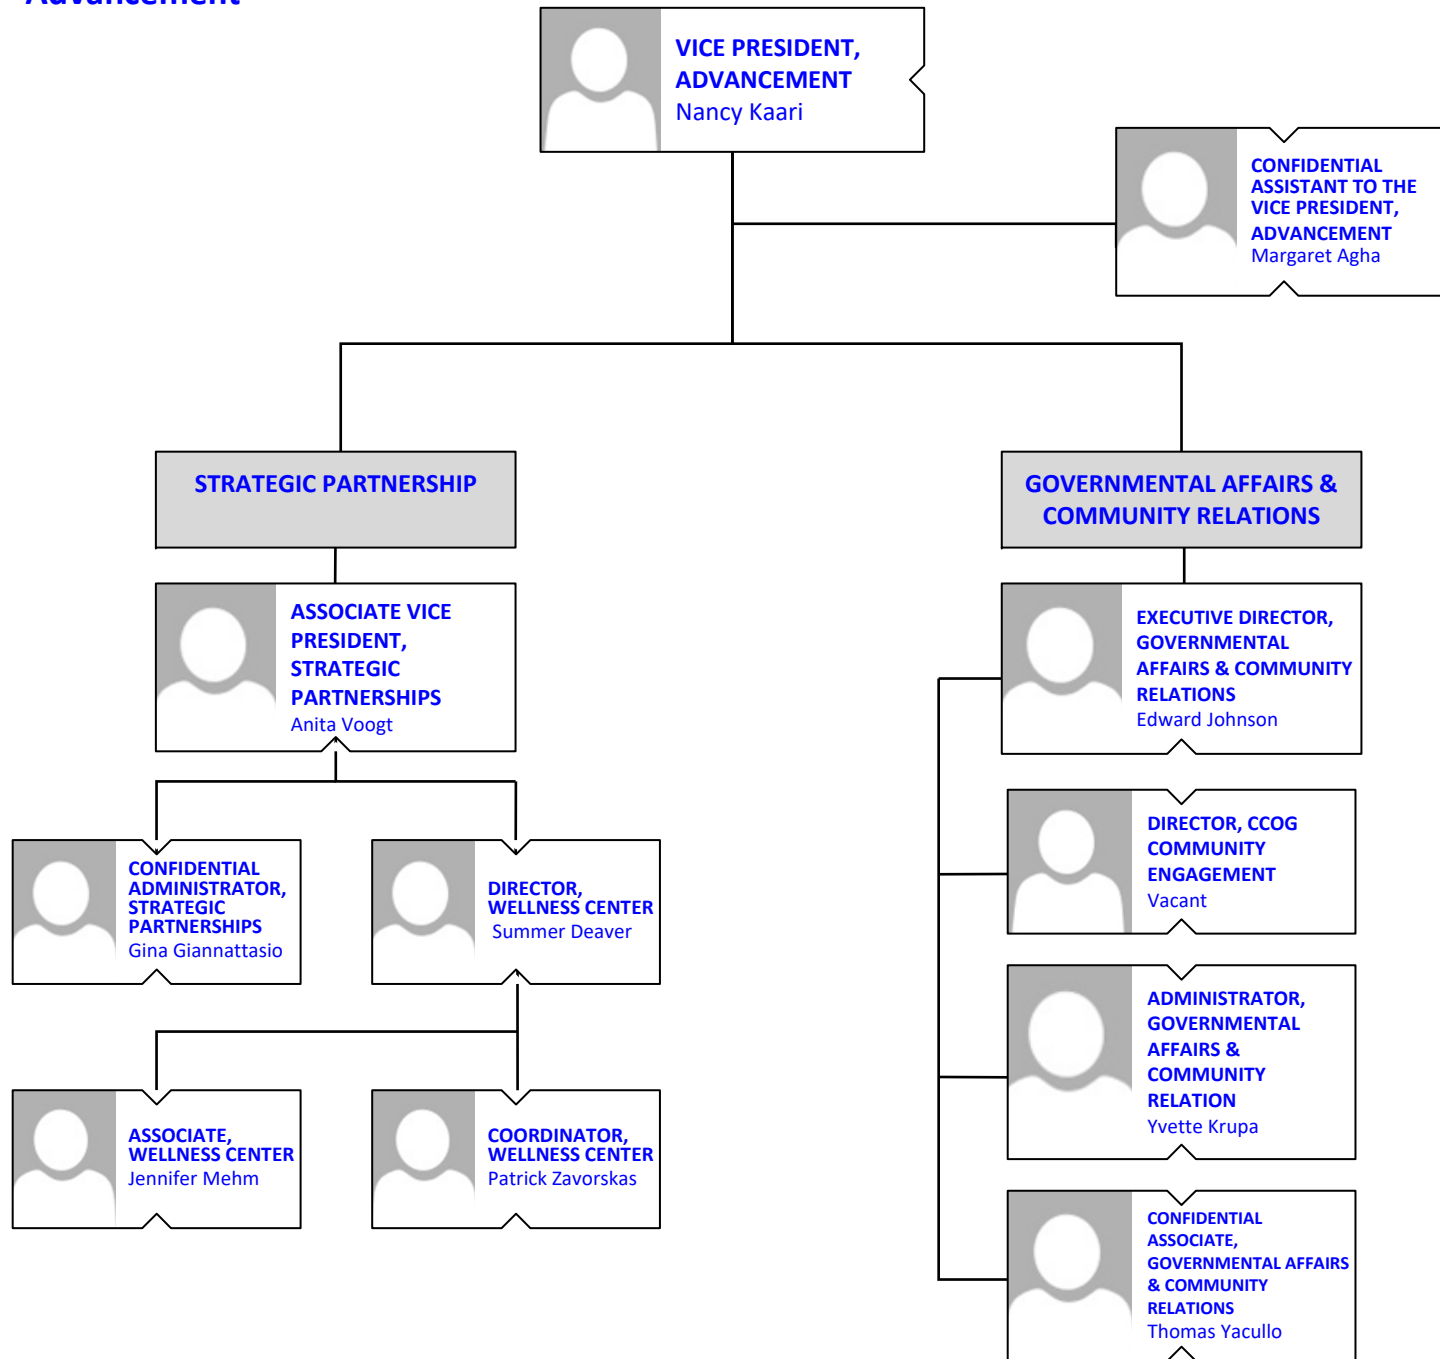 Advancement
VICE PRESIDENT,
ADVANCEMENT
Nancy Kaari
CONFIDENTIAL
ASSISTANT TO THE
VICE PRESIDENT,
ADVANCEMENT
Margaret Agha
STRATEGIC PARTNERSHIP
GOVERNMENTAL AFFAIRS &
COMMUNITY RELATIONS
ASSOCIATE VICE
PRESIDENT,
STRATEGIC
PARTNERSHIPS
Anita Voogt
EXECUTIVE DIRECTOR,
GOVERNMENTAL
AFFAIRS & COMMUNITY
RELATIONS
Edward Johnson
CONFIDENTIAL
ADMINISTRATOR,
STRATEGIC
PARTNERSHIPS
Gina Giannattasio
DIRECTOR,
WELLNESS CENTER
Summer Deaver
DIRECTOR, CCOG
COMMUNITY
ENGAGEMENT
Vacant
ADMINISTRATOR,
GOVERNMENTAL
AFFAIRS &
COMMUNITY
RELATION
Yvette Krupa
ASSOCIATE,
WELLNESS CENTER
Jennifer Mehm
COORDINATOR,
WELLNESS CENTER
Patrick Zavorskas
CONFIDENTIAL
ASSOCIATE,
GOVERNMENTAL AFFAIRS
& COMMUNITY
RELATIONS
Thomas Yacullo